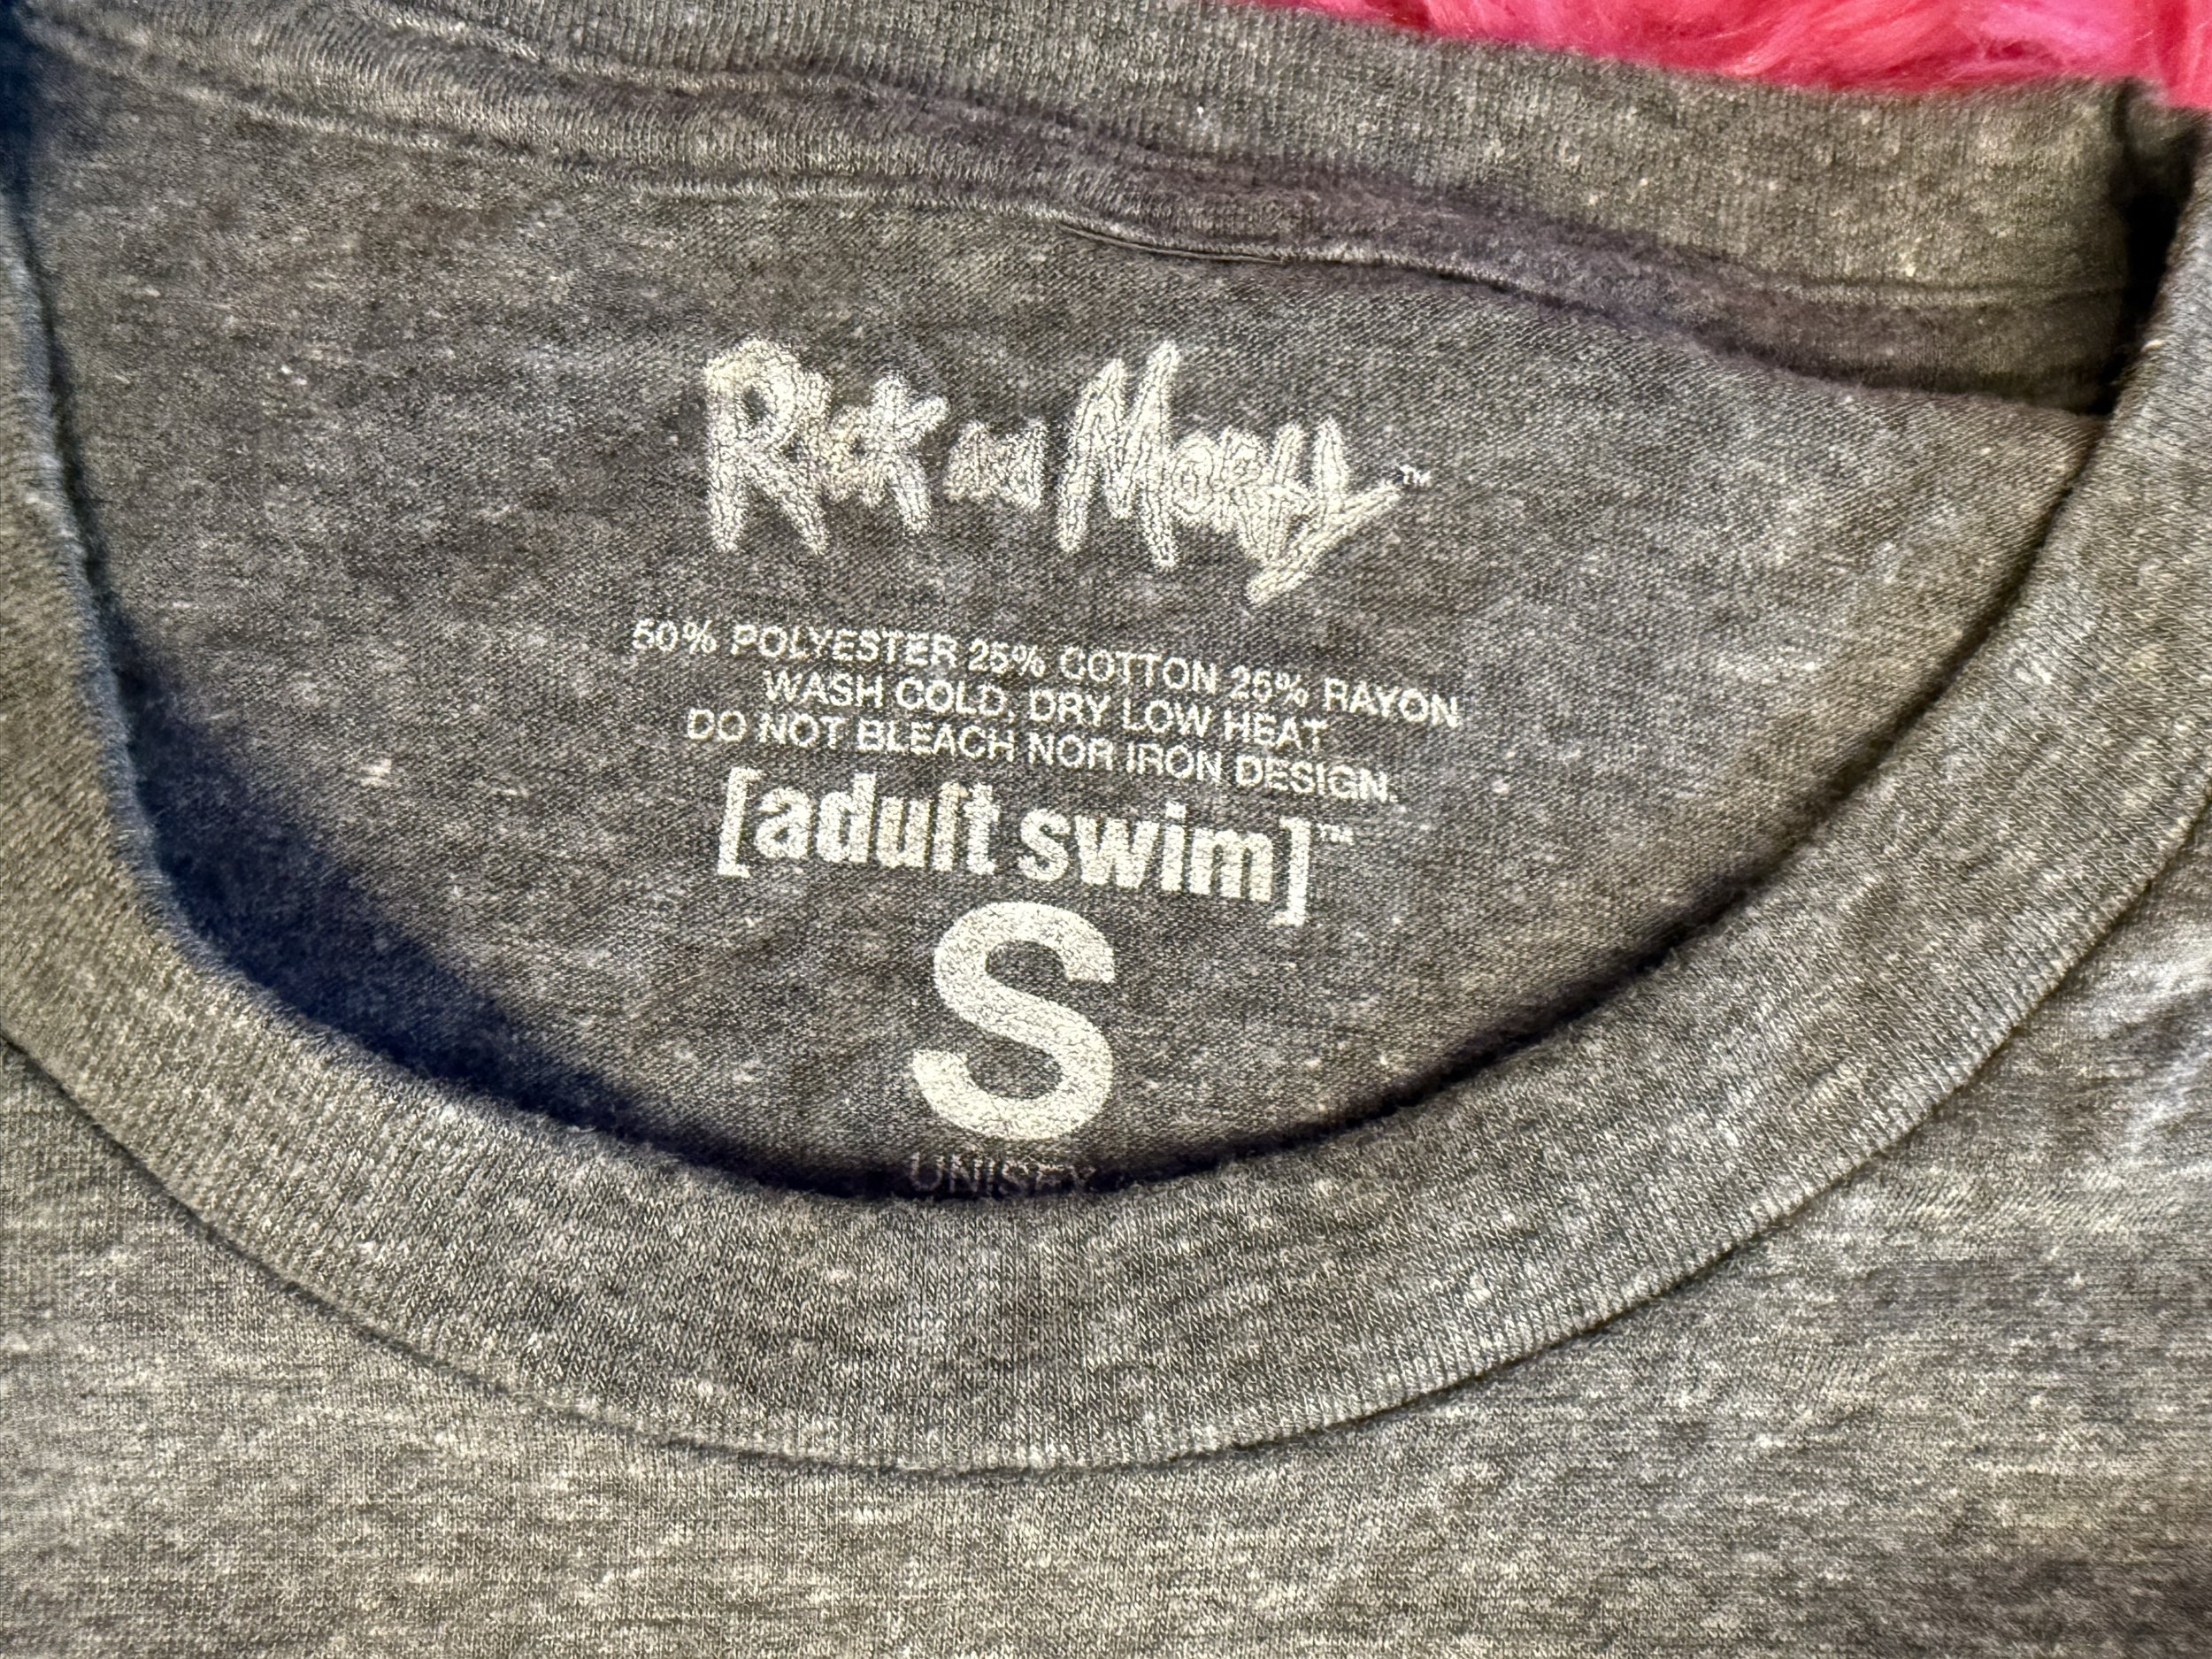 Rick and Morty™
50% POLYESTER 25% COTTON 25% RAYON
WASH COLD, DRY LOW HEAT
DO NOT BLEACH NOR IRON DESIGN.
[adult swim]™
S
UNISEX